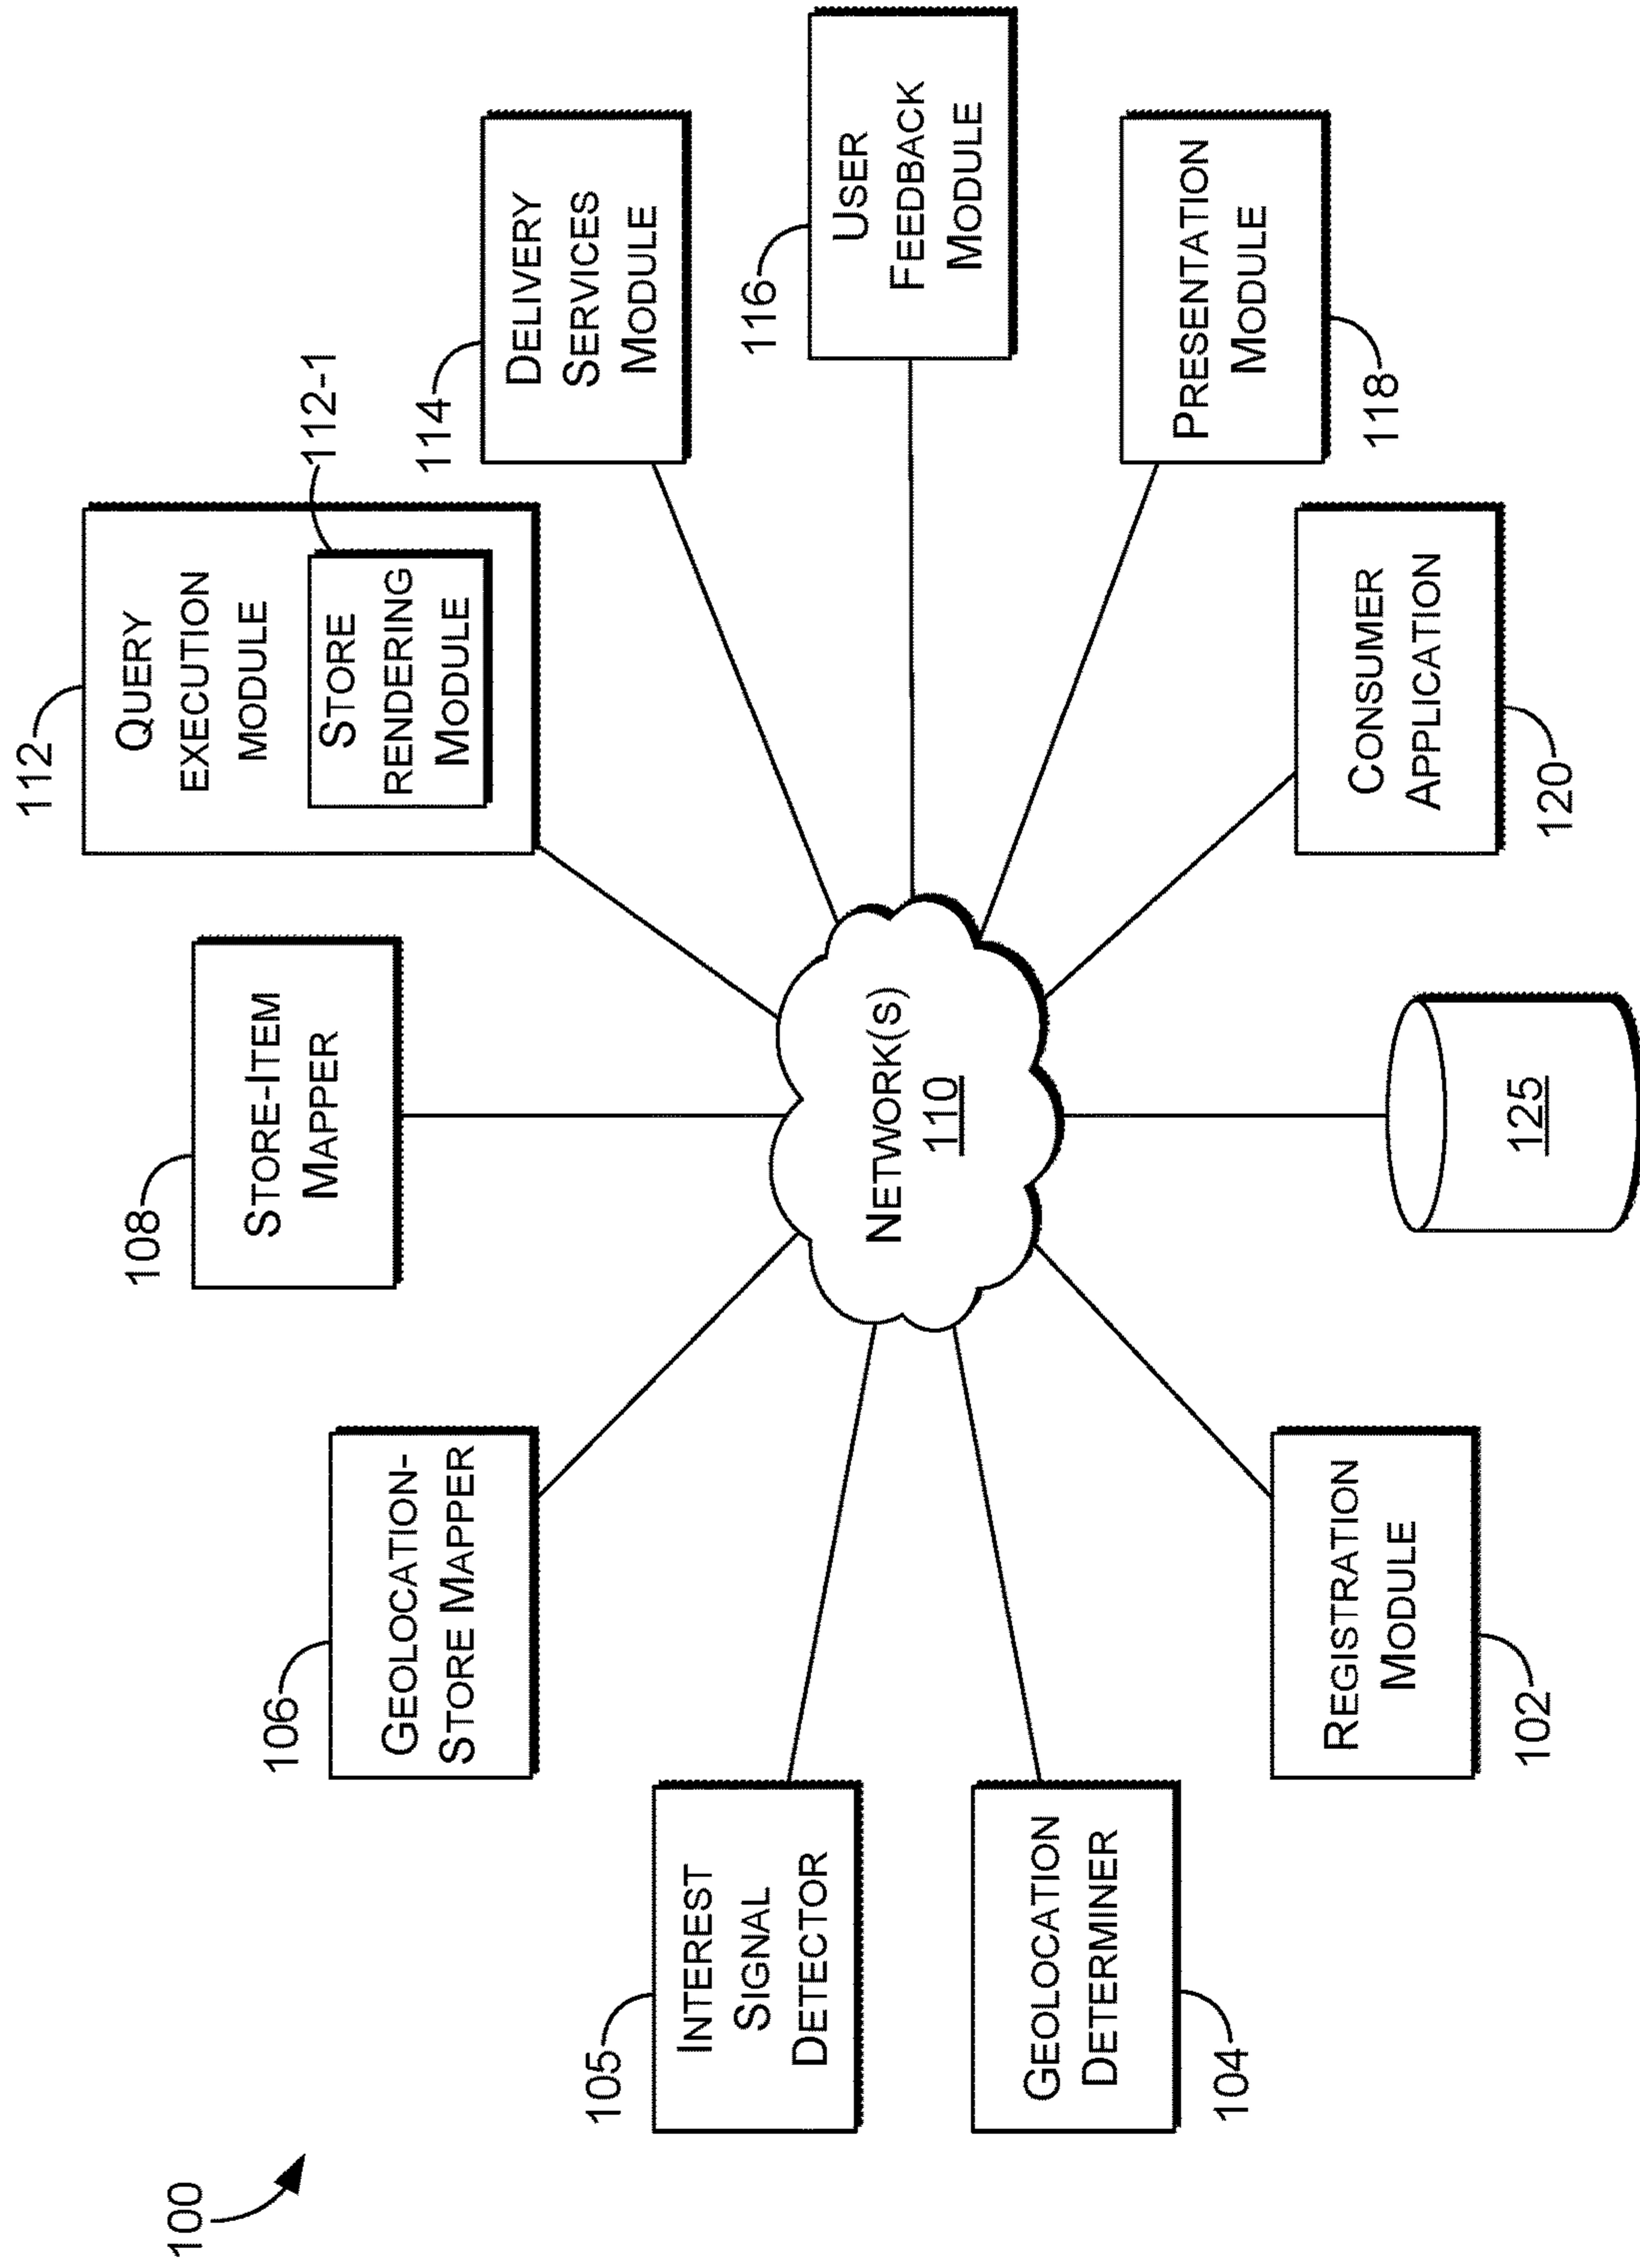 100
112
QUERY
EXECUTION
MODULE
112-1
STORE
RENDERING
MODULE
108
STORE-ITEM
MAPPER
106
GEOLOCATION-
STORE MAPPER
105
INTEREST
SIGNAL
DETECTOR
114
DELIVERY
SERVICES
MODULE
116
USER
FEEDBACK
MODULE
NETWORK(S)
110
104
GEOLOCATION
DETERMINER
PRESENTATION
MODULE
118
102
REGISTRATION
MODULE
125
CONSUMER
APPLICATION
120